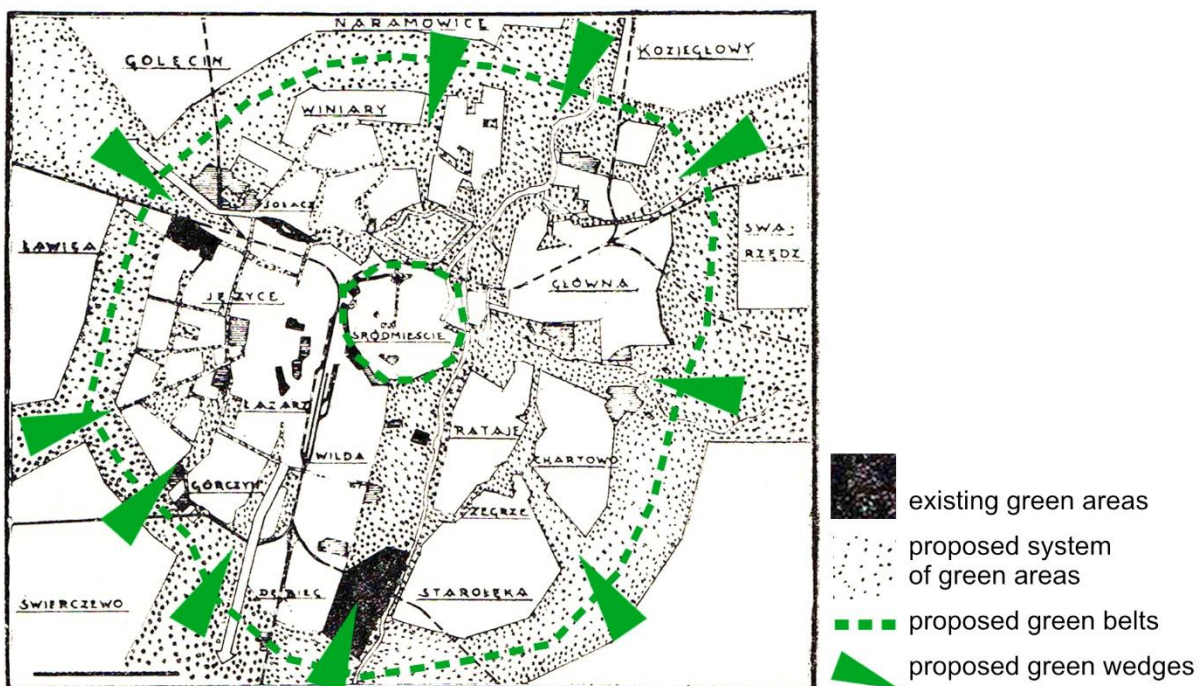 NARAMOWICE
KOZIEGŁOWY
GOLĘCIN
WINIARY
SOŁACZ
ŁAWICA
SWA-
RZĘDZ
JEŻYCE
GŁÓWNA
ŚRÓDMIEŚCIE
ŁAZARZ
RATAJE
WILDA
CHARTOWO
GÓRCZYN
ŻEGRZE
existing green areas
proposed system
of green areas
DĘBIEC
STAROŁĘKA
ŚWIERCZEWO
proposed green belts
proposed green wedges